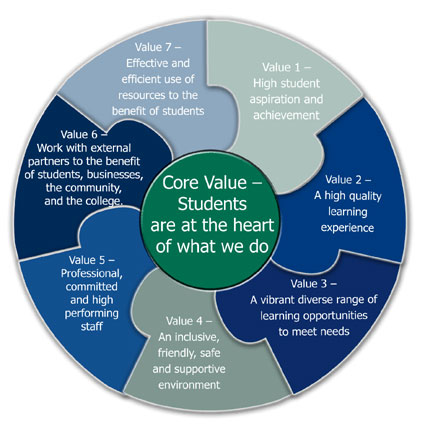 Value 7 –
Effective and
efficient use of
resources to the
benefit of students
Value 1 –
High student
aspiration and
achievement
Value 6 –
Work with external
partners to the benefit
of students, businesses,
the community,
and the college.
Core Value –
Students
are at the heart
of what we do
Value 2 –
A high quality
learning
experience
Value 5 –
Professional,
committed
and high
performing
staff
Value 3 –
A vibrant diverse range of
learning opportunities
to meet needs
Value 4 –
An inclusive,
friendly, safe
and supportive
environment